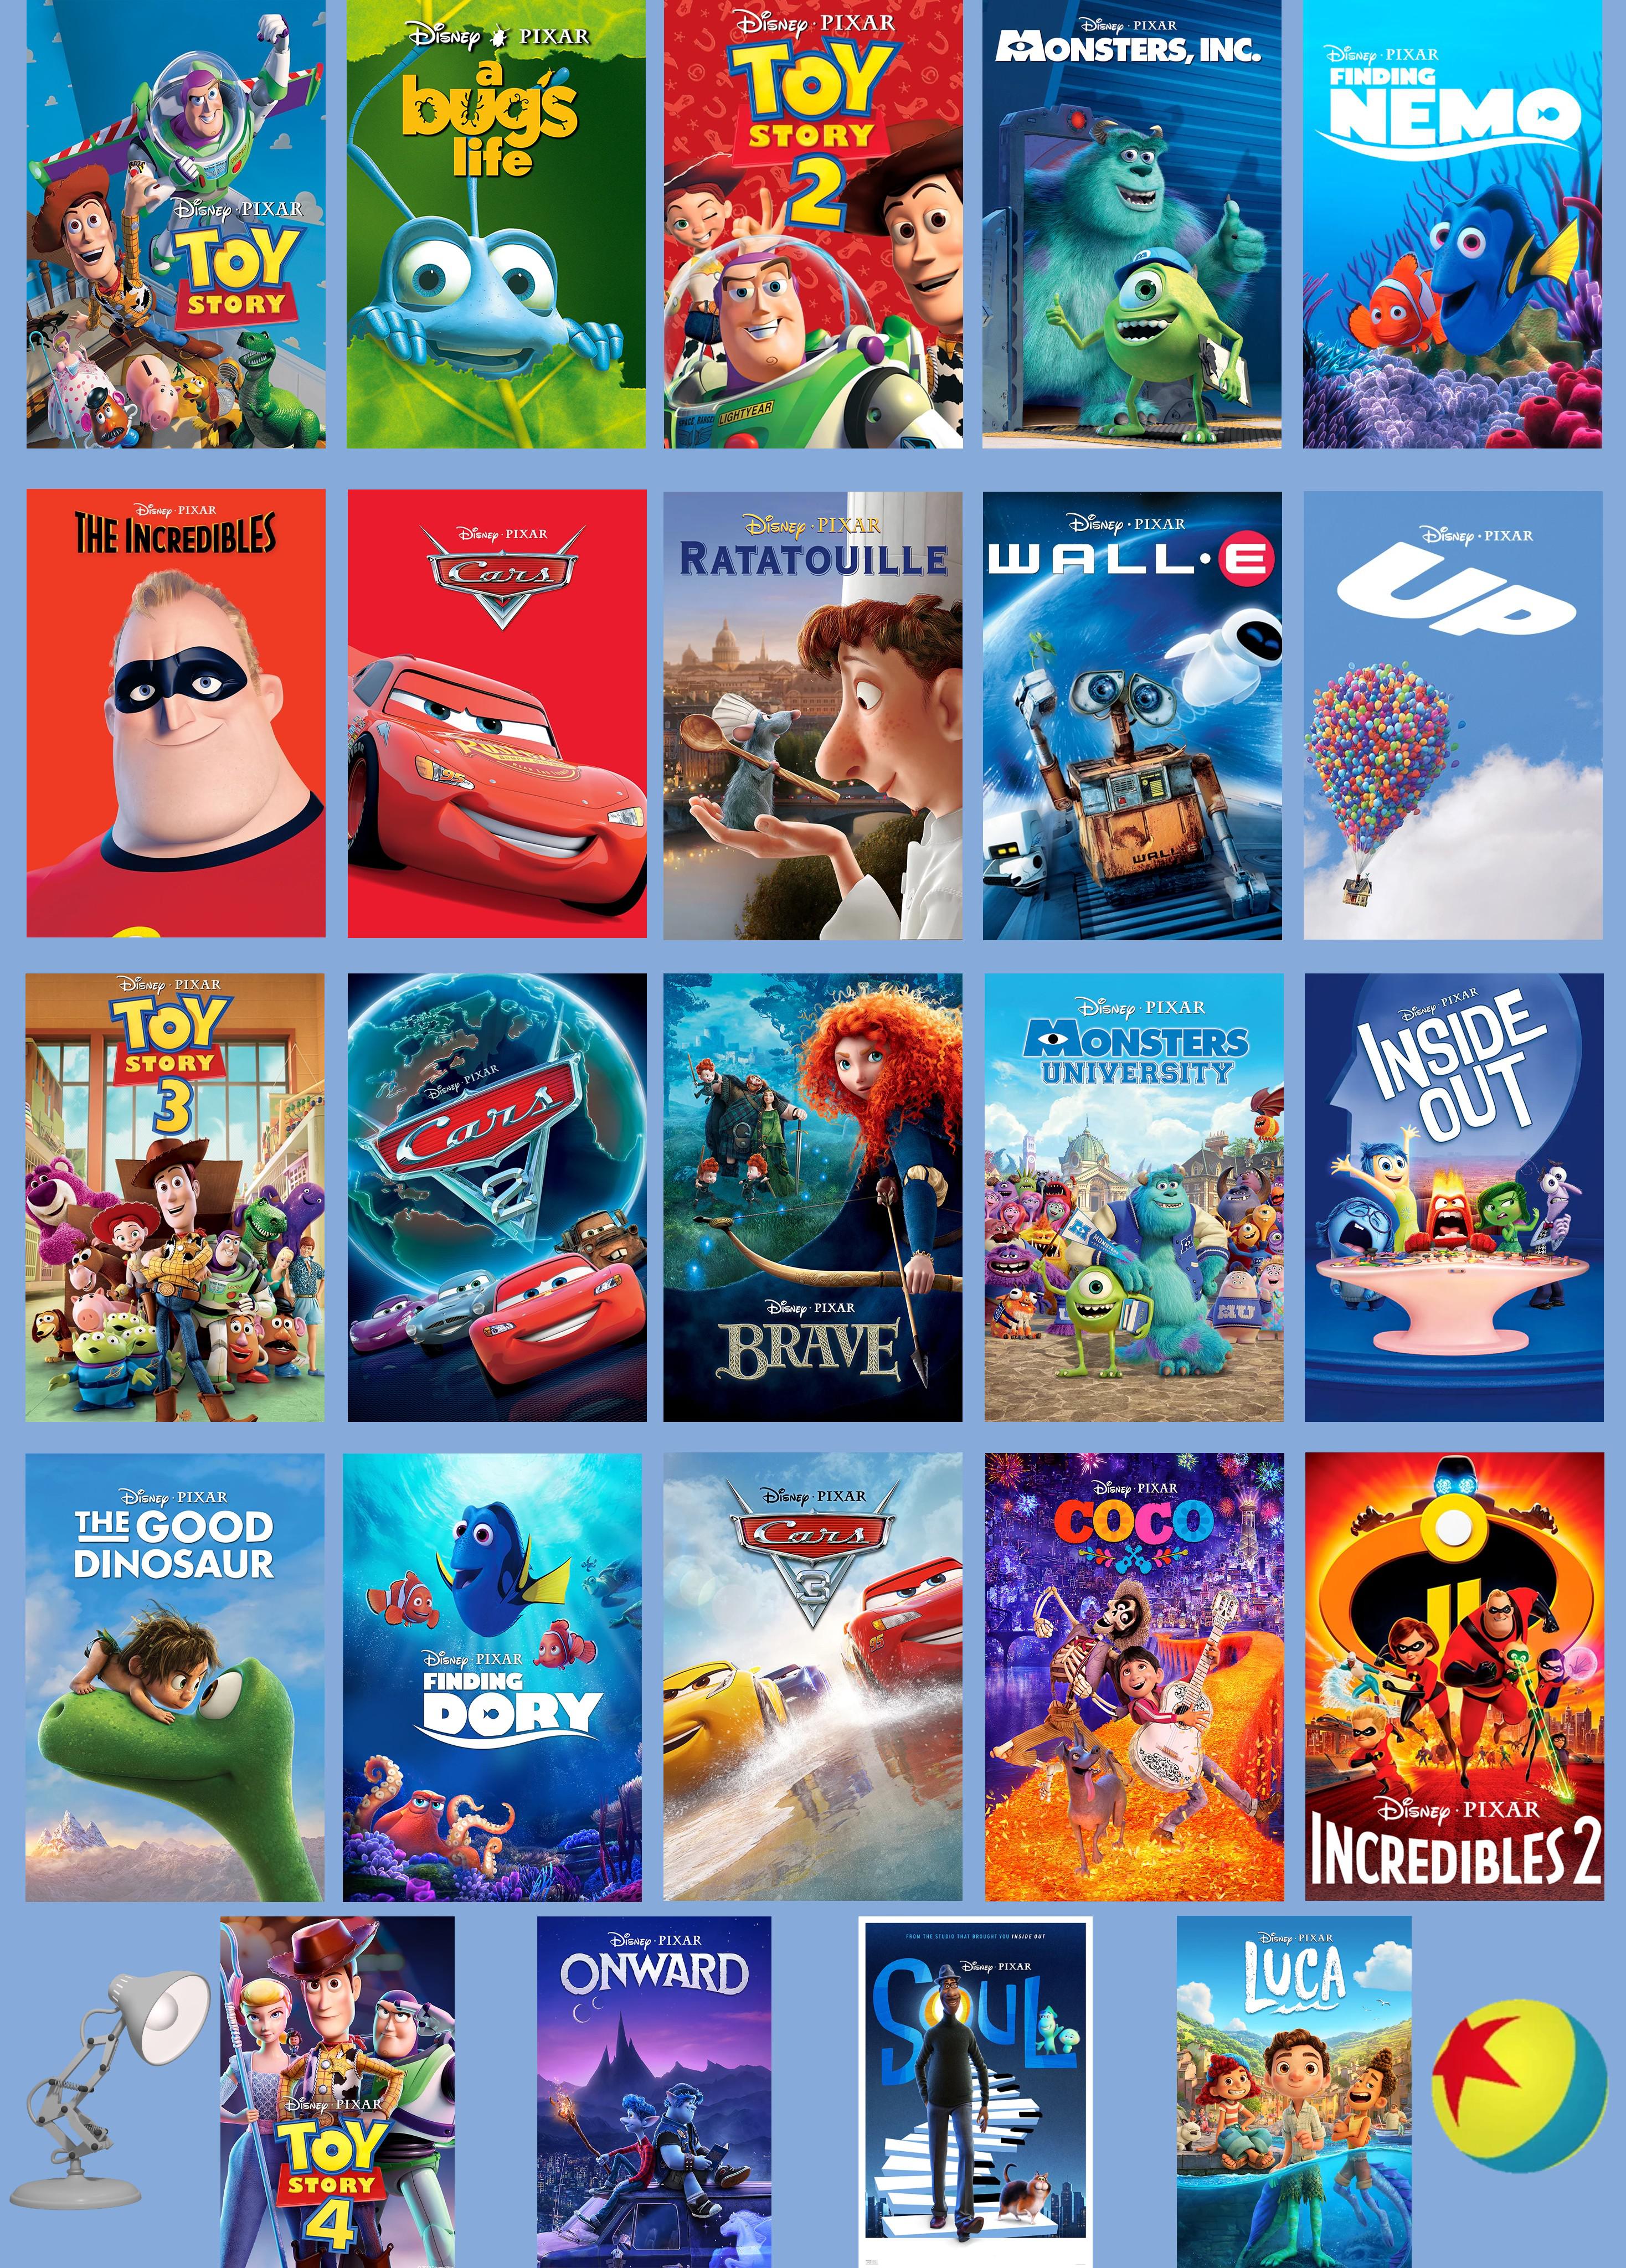 Disney·PIXAR
TOY
STORY
Disney PIXAR
a
bug's
life
Disney·PIXAR
TOY
STORY
2
SPACE RANGER
LIGHTYEAR
Disney·PIXAR
MONSTERS, INC.
Disney·PIXAR
FINDING
NEMO
Disney·PIXAR
THE INCREDIBLES
Disney·PIXAR
Cars
95
Disney·PIXAR
RATATOUILLE
Disney·PIXAR
WALL·E
WALL·E
Disney·PIXAR
UP
Disney·PIXAR
TOY
STORY
3
Disney·PIXAR
Cars
2
Disney·PIXAR
BRAVE
Disney·PIXAR
MONSTERS
UNIVERSITY
MU
Disney·PIXAR
INSIDE
OUT
Disney·PIXAR
THE GOOD
DINOSAUR
Disney·PIXAR
FINDING
DORY
Disney·PIXAR
Cars
3
95
Disney·PIXAR
COCO
Disney·PIXAR
INCREDIBLES 2
Disney·PIXAR
TOY
STORY
4
Disney·PIXAR
ONWARD
FROM THE STUDIO THAT BROUGHT YOU INSIDE OUT
Disney·PIXAR
SOUL
Disney·PIXAR
LUCA